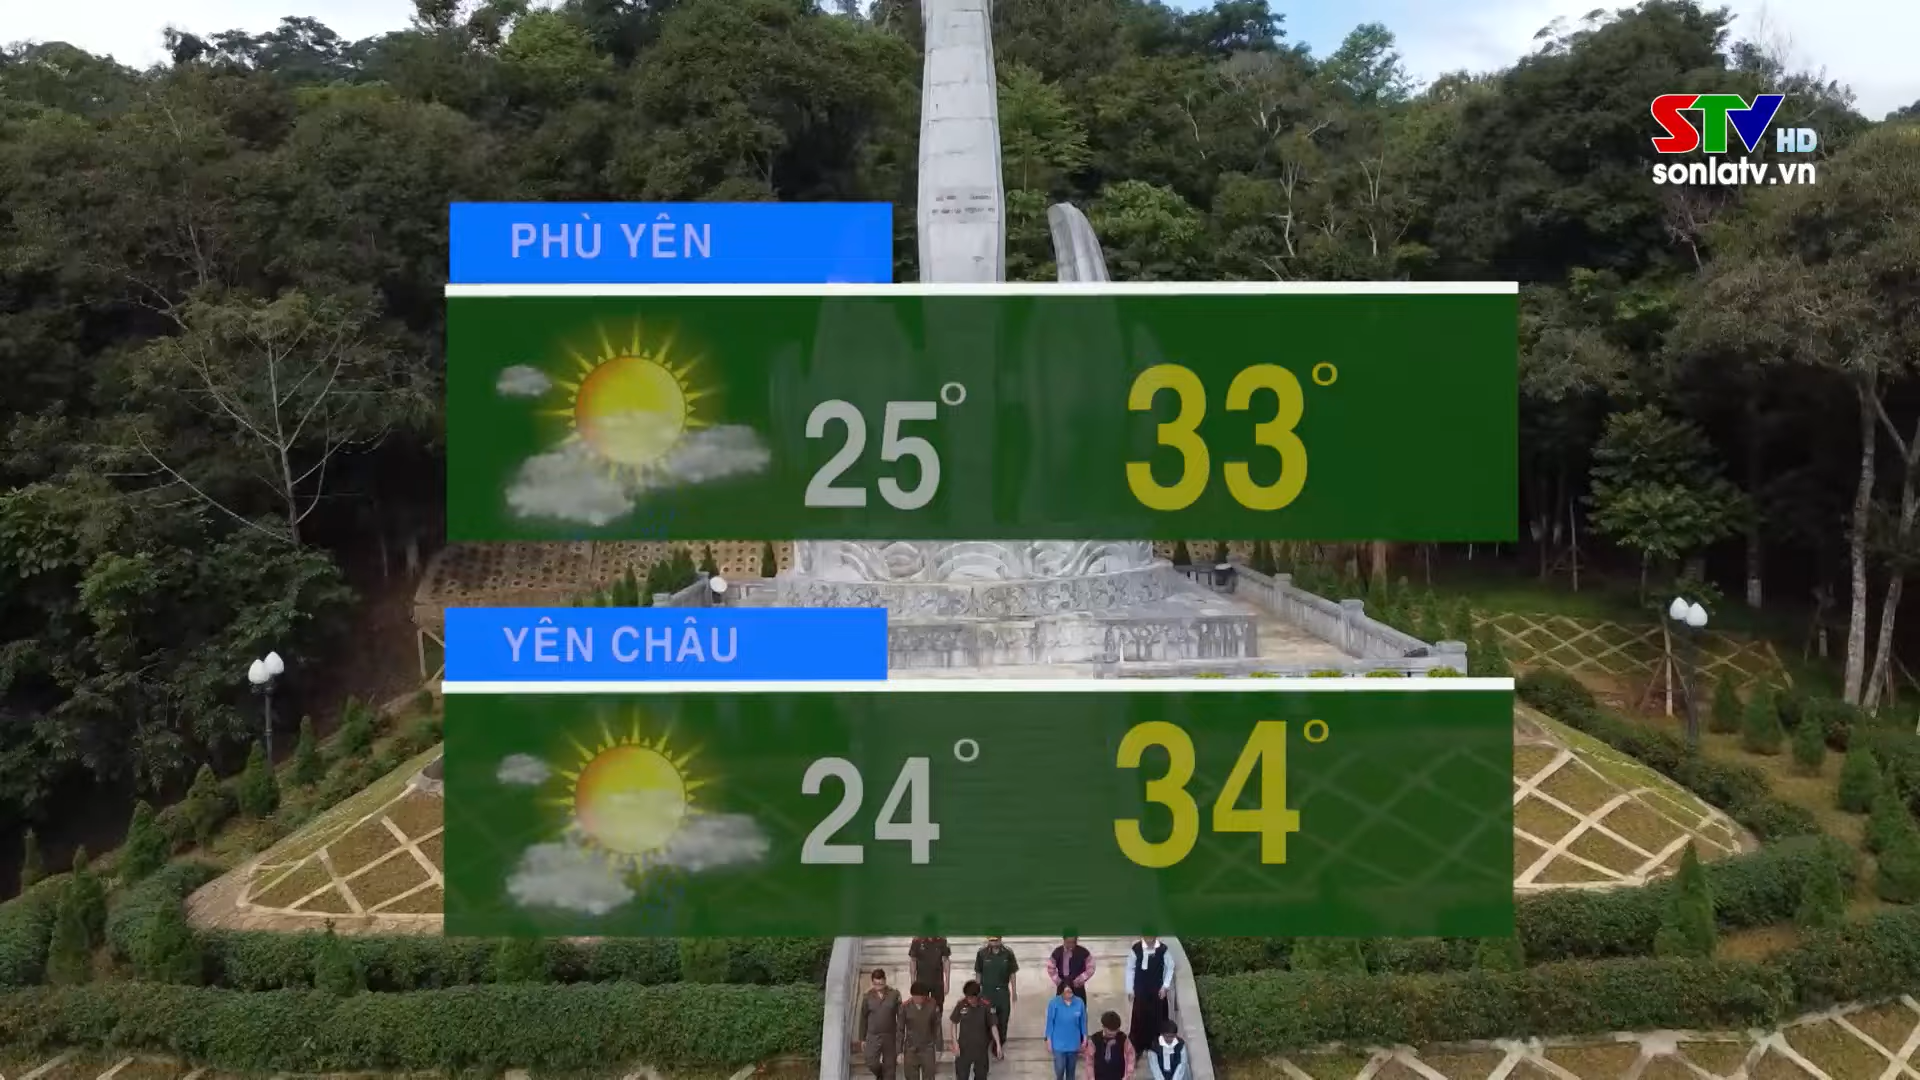 STV HD
sonlatv.vn
PHÙ YÊN
25° 33°
YÊN CHÂU
24° 34°